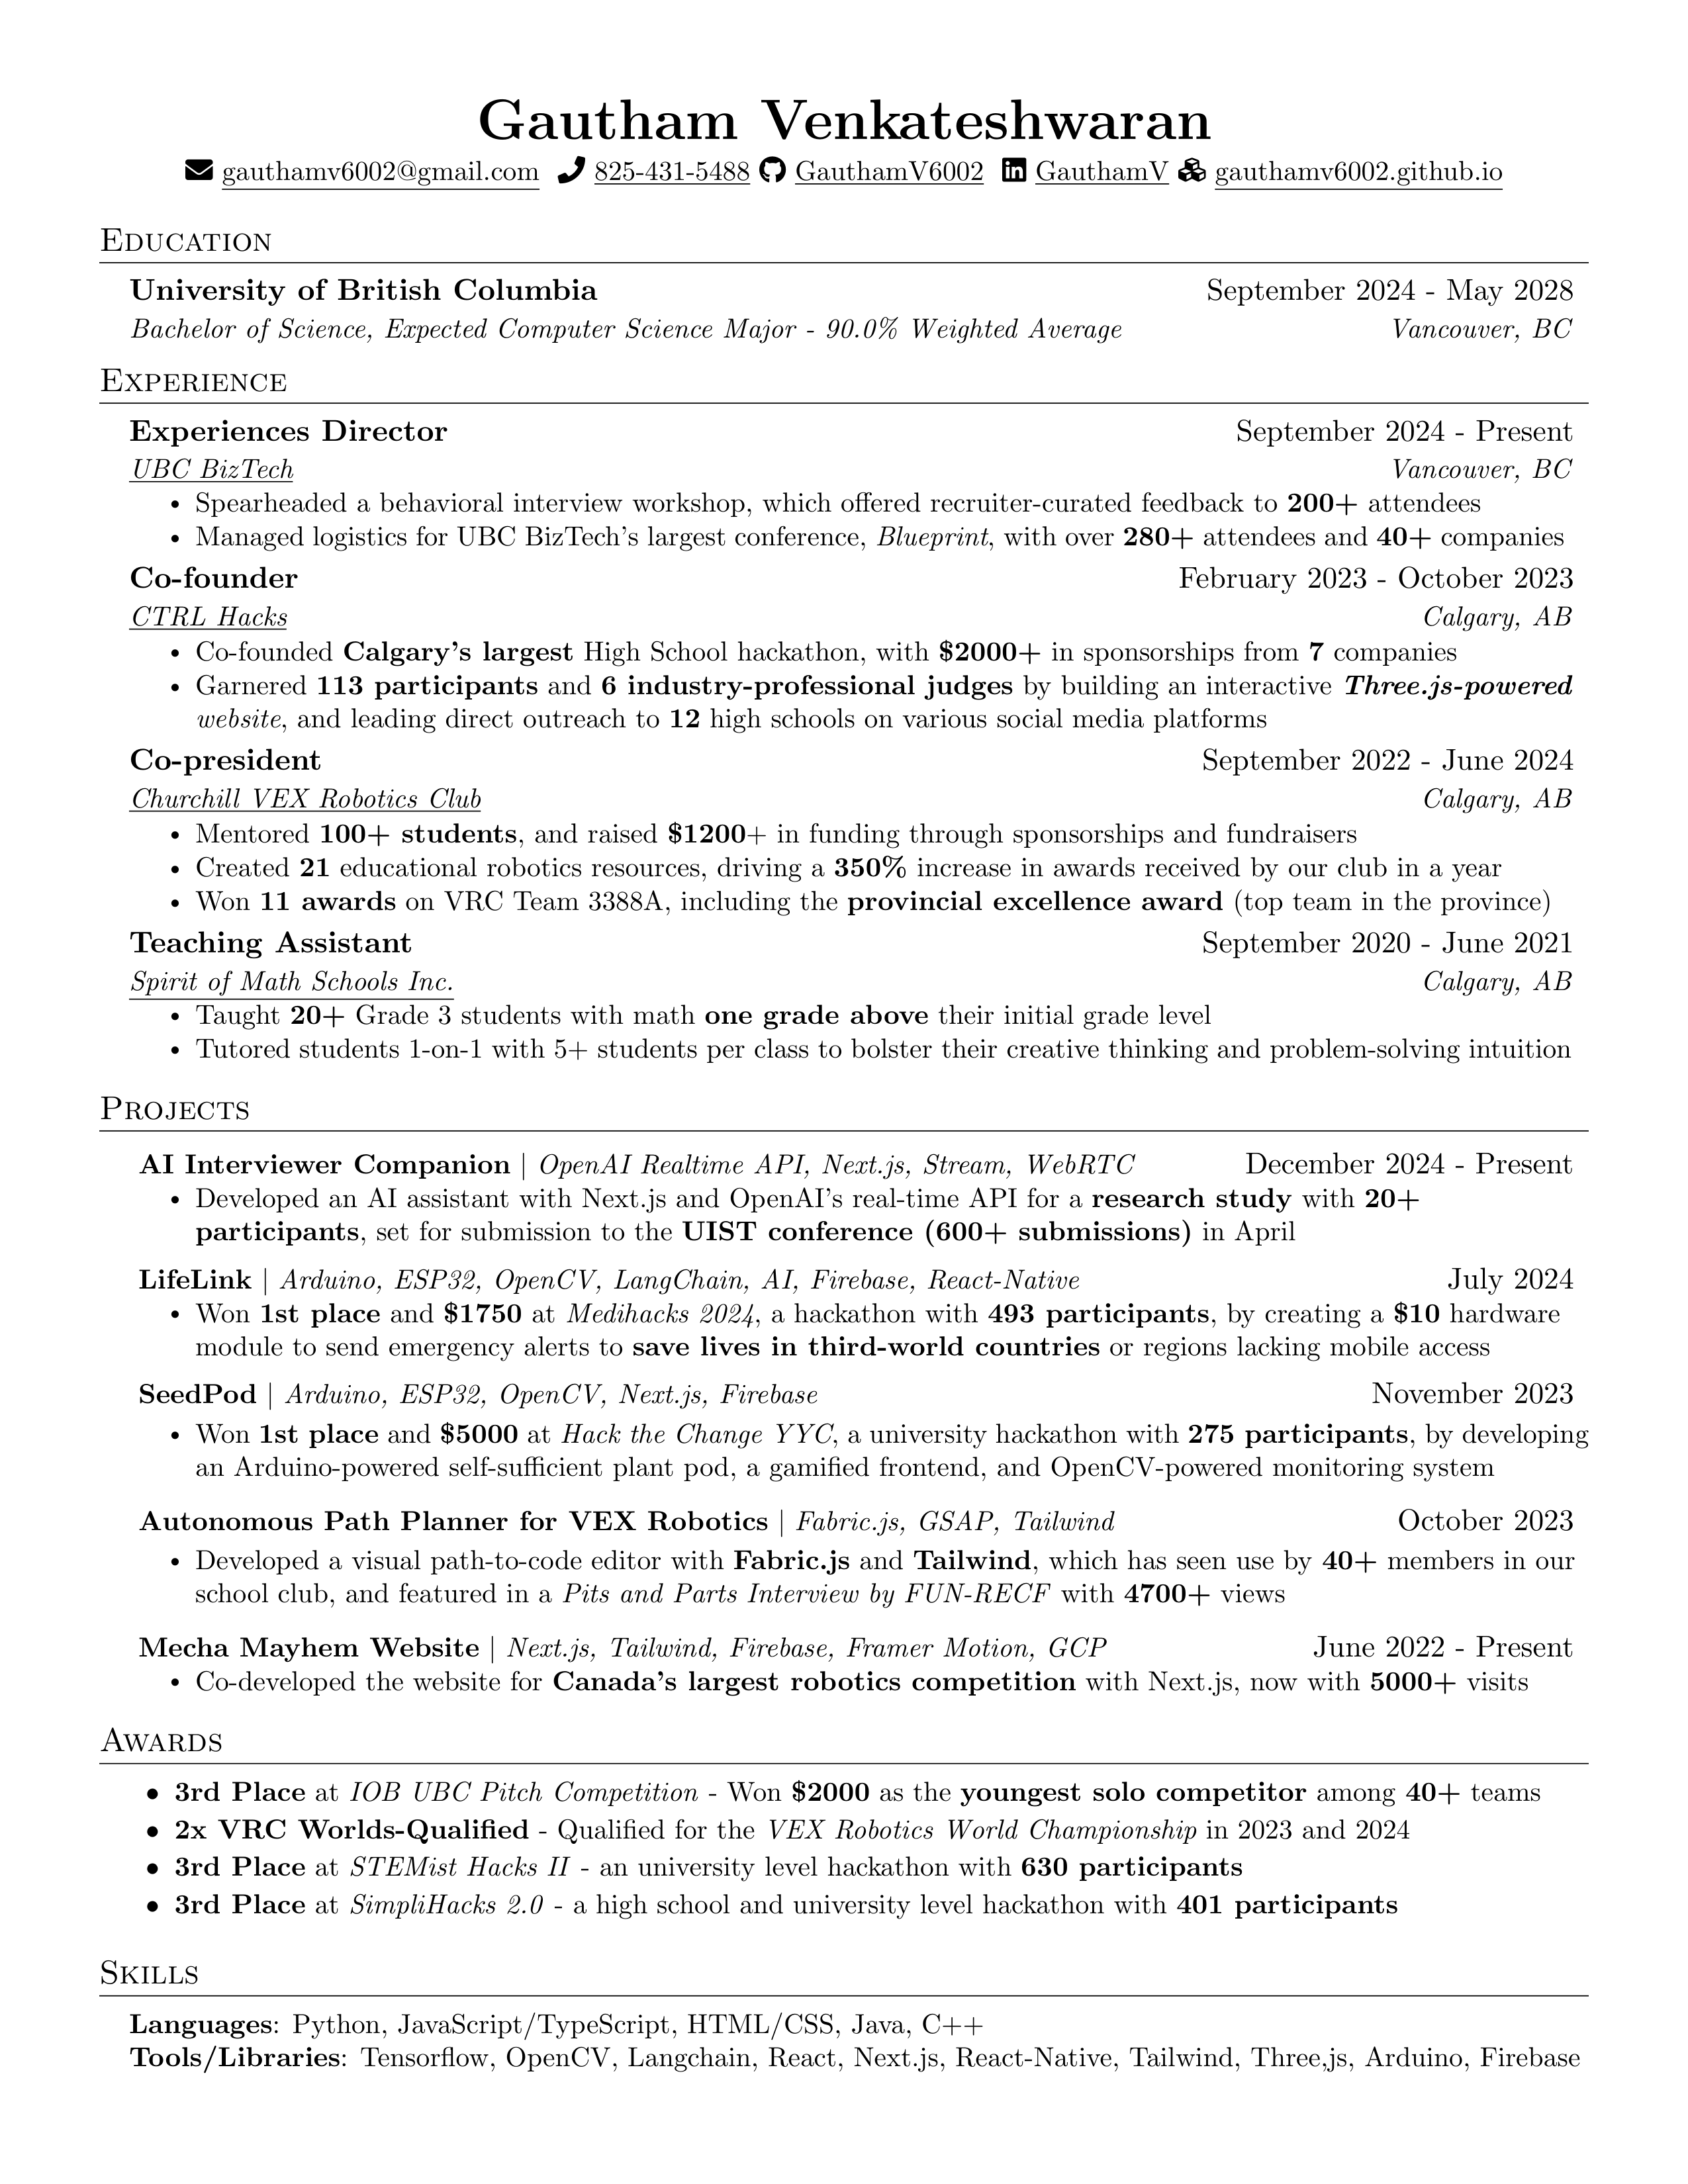 Gautham Venkateshwaran
gauthamv6002@gmail.com 825-431-5488 GauthamV6002 GauthamV gauthamv6002.github.io
Education
University of British Columbia September 2024 - May 2028
Bachelor of Science, Expected Computer Science Major - 90.0% Weighted Average Vancouver, BC
Experience
Experiences Director September 2024 - Present
UBC BizTech Vancouver, BC
• Spearheaded a behavioral interview workshop, which offered recruiter-curated feedback to 200+ attendees
• Managed logistics for UBC BizTech's largest conference, Blueprint, with over 280+ attendees and 40+ companies
Co-founder February 2023 - October 2023
CTRL Hacks Calgary, AB
• Co-founded Calgary's largest High School hackathon, with $2000+ in sponsorships from 7 companies
• Garnered 113 participants and 6 industry-professional judges by building an interactive Three.js-powered
website, and leading direct outreach to 12 high schools on various social media platforms
Co-president September 2022 - June 2024
Churchill VEX Robotics Club Calgary, AB
• Mentored 100+ students, and raised $1200+ in funding through sponsorships and fundraisers
• Created 21 educational robotics resources, driving a 350% increase in awards received by our club in a year
• Won 11 awards on VRC Team 3388A, including the provincial excellence award (top team in the province)
Teaching Assistant September 2020 - June 2021
Spirit of Math Schools Inc. Calgary, AB
• Taught 20+ Grade 3 students with math one grade above their initial grade level
• Tutored students 1-on-1 with 5+ students per class to bolster their creative thinking and problem-solving intuition
Projects
AI Interviewer Companion | OpenAI Realtime API, Next.js, Stream, WebRTC December 2024 - Present
• Developed an AI assistant with Next.js and OpenAI's real-time API for a research study with 20+
participants, set for submission to the UIST conference (600+ submissions) in April
LifeLink | Arduino, ESP32, OpenCV, LangChain, AI, Firebase, React-Native July 2024
• Won 1st place and $1750 at Medihacks 2024, a hackathon with 493 participants, by creating a $10 hardware
module to send emergency alerts to save lives in third-world countries or regions lacking mobile access
SeedPod | Arduino, ESP32, OpenCV, Next.js, Firebase November 2023
• Won 1st place and $5000 at Hack the Change YYC, a university hackathon with 275 participants, by developing
an Arduino-powered self-sufficient plant pod, a gamified frontend, and OpenCV-powered monitoring system
Autonomous Path Planner for VEX Robotics | Fabric.js, GSAP, Tailwind October 2023
• Developed a visual path-to-code editor with Fabric.js and Tailwind, which has seen use by 40+ members in our
school club, and featured in a Pits and Parts Interview by FUN-RECF with 4700+ views
Mecha Mayhem Website | Next.js, Tailwind, Firebase, Framer Motion, GCP June 2022 - Present
• Co-developed the website for Canada's largest robotics competition with Next.js, now with 5000+ visits
Awards
• 3rd Place at IOB UBC Pitch Competition - Won $2000 as the youngest solo competitor among 40+ teams
• 2x VRC Worlds-Qualified - Qualified for the VEX Robotics World Championship in 2023 and 2024
• 3rd Place at STEMist Hacks II - an university level hackathon with 630 participants
• 3rd Place at SimpliHacks 2.0 - a high school and university level hackathon with 401 participants
Skills
Languages: Python, JavaScript/TypeScript, HTML/CSS, Java, C++
Tools/Libraries: Tensorflow, OpenCV, Langchain, React, Next.js, React-Native, Tailwind, Three,js, Arduino, Firebase